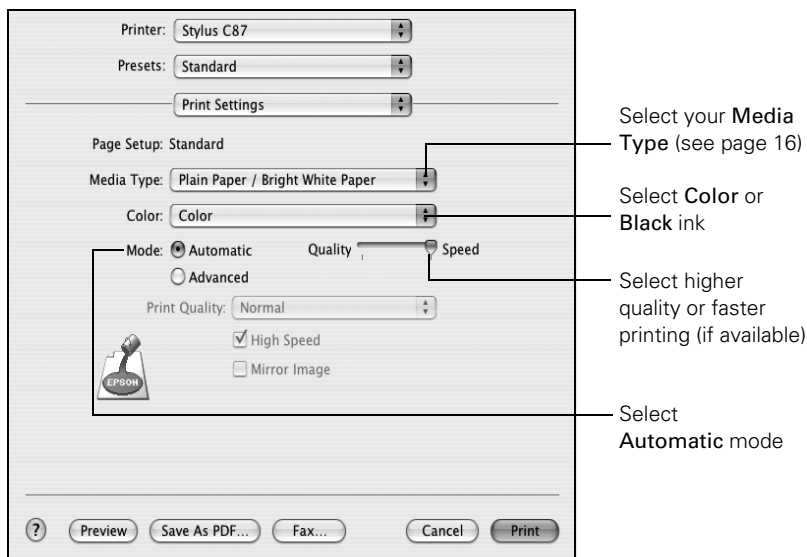 Printer: Stylus C87
Presets: Standard
Print Settings
Page Setup: Standard
Media Type: Plain Paper / Bright White Paper
Color: Color
Mode: Automatic Quality Speed
Advanced
Print Quality: Normal
High Speed
Mirror Image
EPSON
? Preview Save As PDF... Fax... Cancel Print
Select your Media
Type (see page 16)
Select Color or
Black ink
Select higher
quality or faster
printing (if available)
Select
Automatic mode